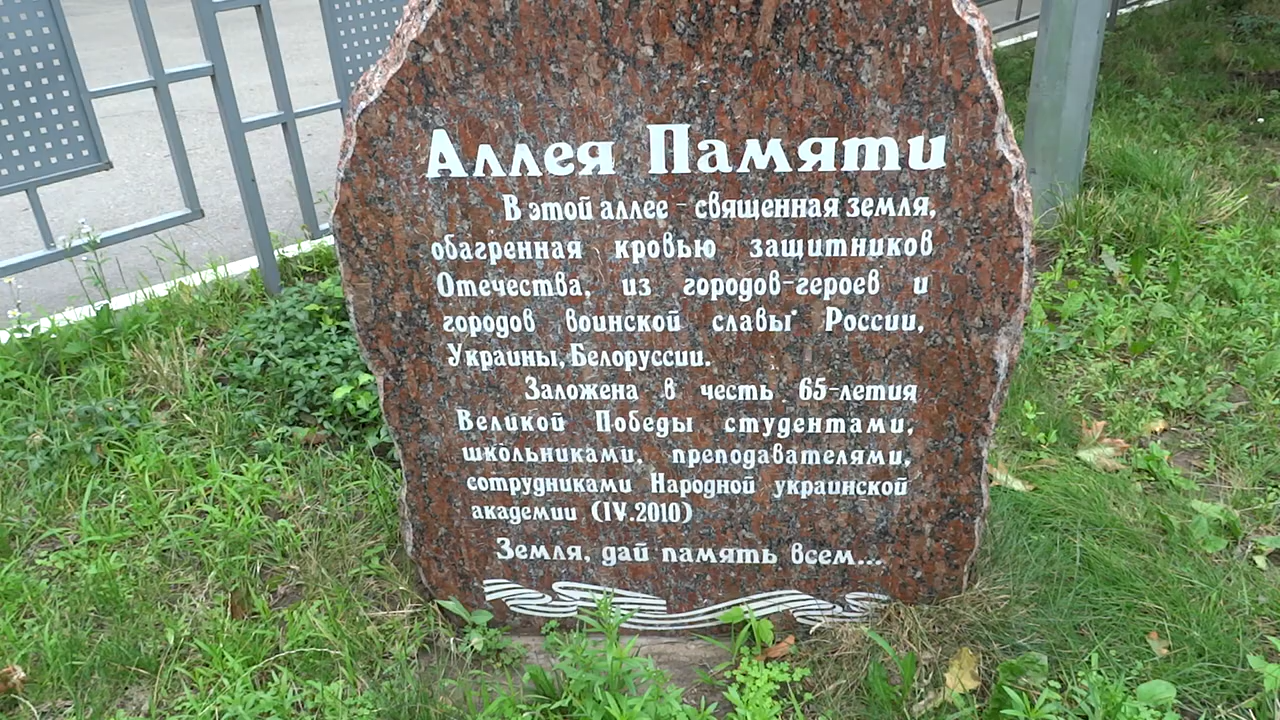 Аллея Памяти
В этой аллее - священная земля,
обагренная кровью защитников
Отечества, из городов-героев и
городов воинской славы России,
Украины, Белоруссии.
Заложена в честь 65-летия
Великой Победы студентами,
школьниками, преподавателями,
сотрудниками Народной украинской
академии (IV.2010)
Земля, дай память всем...